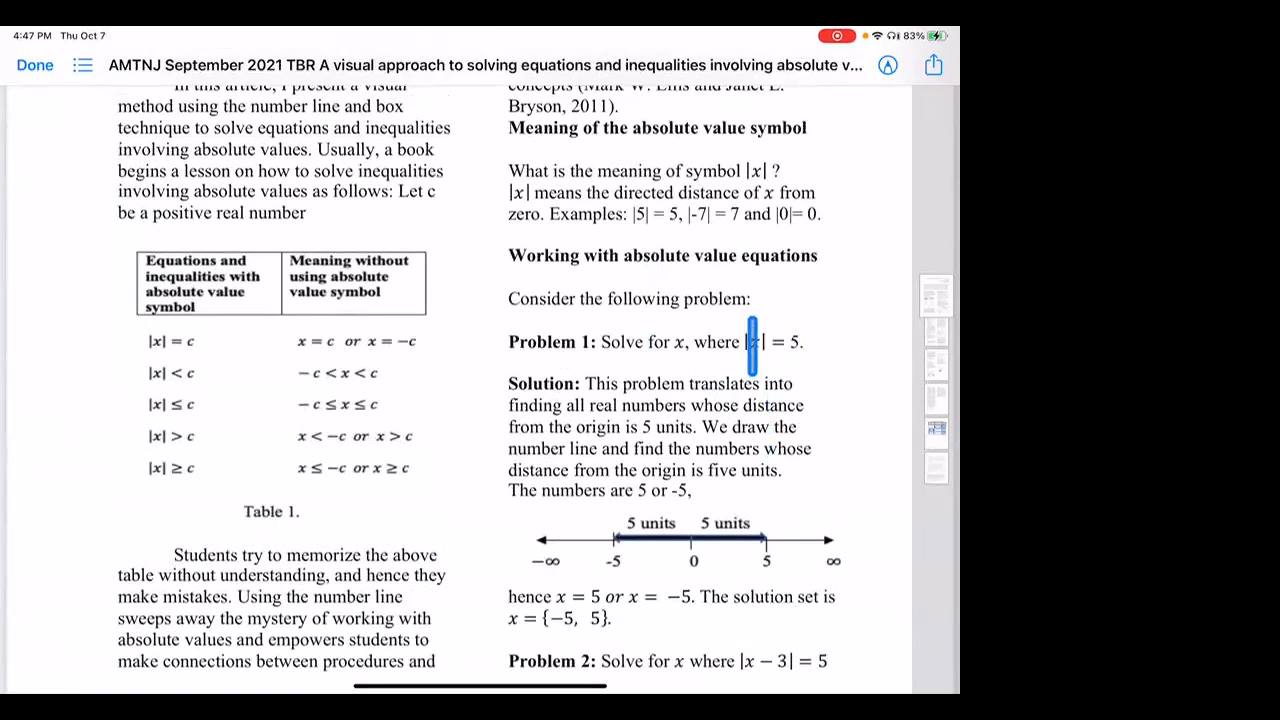 4:47 PM Thu Oct 7
83%
Done
AMTNJ September 2021 TBR A visual approach to solving equations and inequalities involving absolute v...
In this article, I present a visual
method using the number line and box
technique to solve equations and inequalities
involving absolute values. Usually, a book
begins a lesson on how to solve inequalities
involving absolute values as follows: Let c
be a positive real number
Equations and
inequalities with
absolute value
symbol
Meaning without
using absolute
value symbol
|x| = c
x = c or x = −c
|x| < c
−c < x < c
|x| ≤ c
−c ≤ x ≤ c
|x| > c
x < −c or x > c
|x| ≥ c
x ≤ −c or x ≥ c
Table 1.
Students try to memorize the above
table without understanding, and hence they
make mistakes. Using the number line
sweeps away the mystery of working with
absolute values and empowers students to
make connections between procedures and
concepts (Mark W. Ellis and Janet L.
Bryson, 2011).
Meaning of the absolute value symbol
What is the meaning of symbol |x| ?
|x| means the directed distance of x from
zero. Examples: |5| = 5, |-7| = 7 and |0|= 0.
Working with absolute value equations
Consider the following problem:
Problem 1: Solve for x, where |x| = 5.
Solution: This problem translates into
finding all real numbers whose distance
from the origin is 5 units. We draw the
number line and find the numbers whose
distance from the origin is five units.
The numbers are 5 or -5,
5 units 5 units
−∞ -5 0 5 ∞
hence x = 5 or x = −5. The solution set is
x = {−5, 5}.
Problem 2: Solve for x where |x − 3| = 5